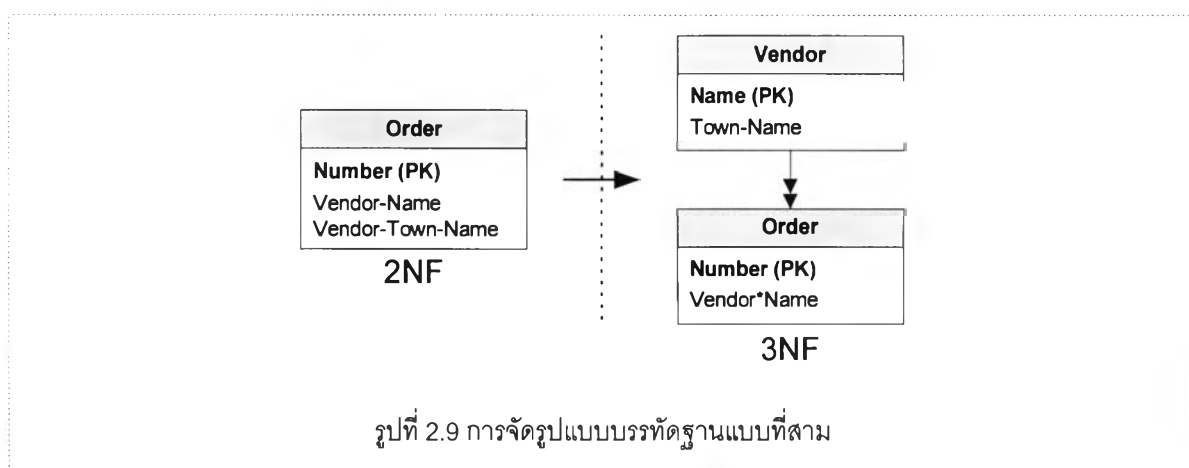 Order
Number (PK)
Vendor-Name
Vendor-Town-Name
2NF
Vendor
Name (PK)
Town-Name
Order
Number (PK)
Vendor*Name
3NF
รูปที่ 2.9 การจัดรูปแบบบรรทัดฐานแบบที่สาม